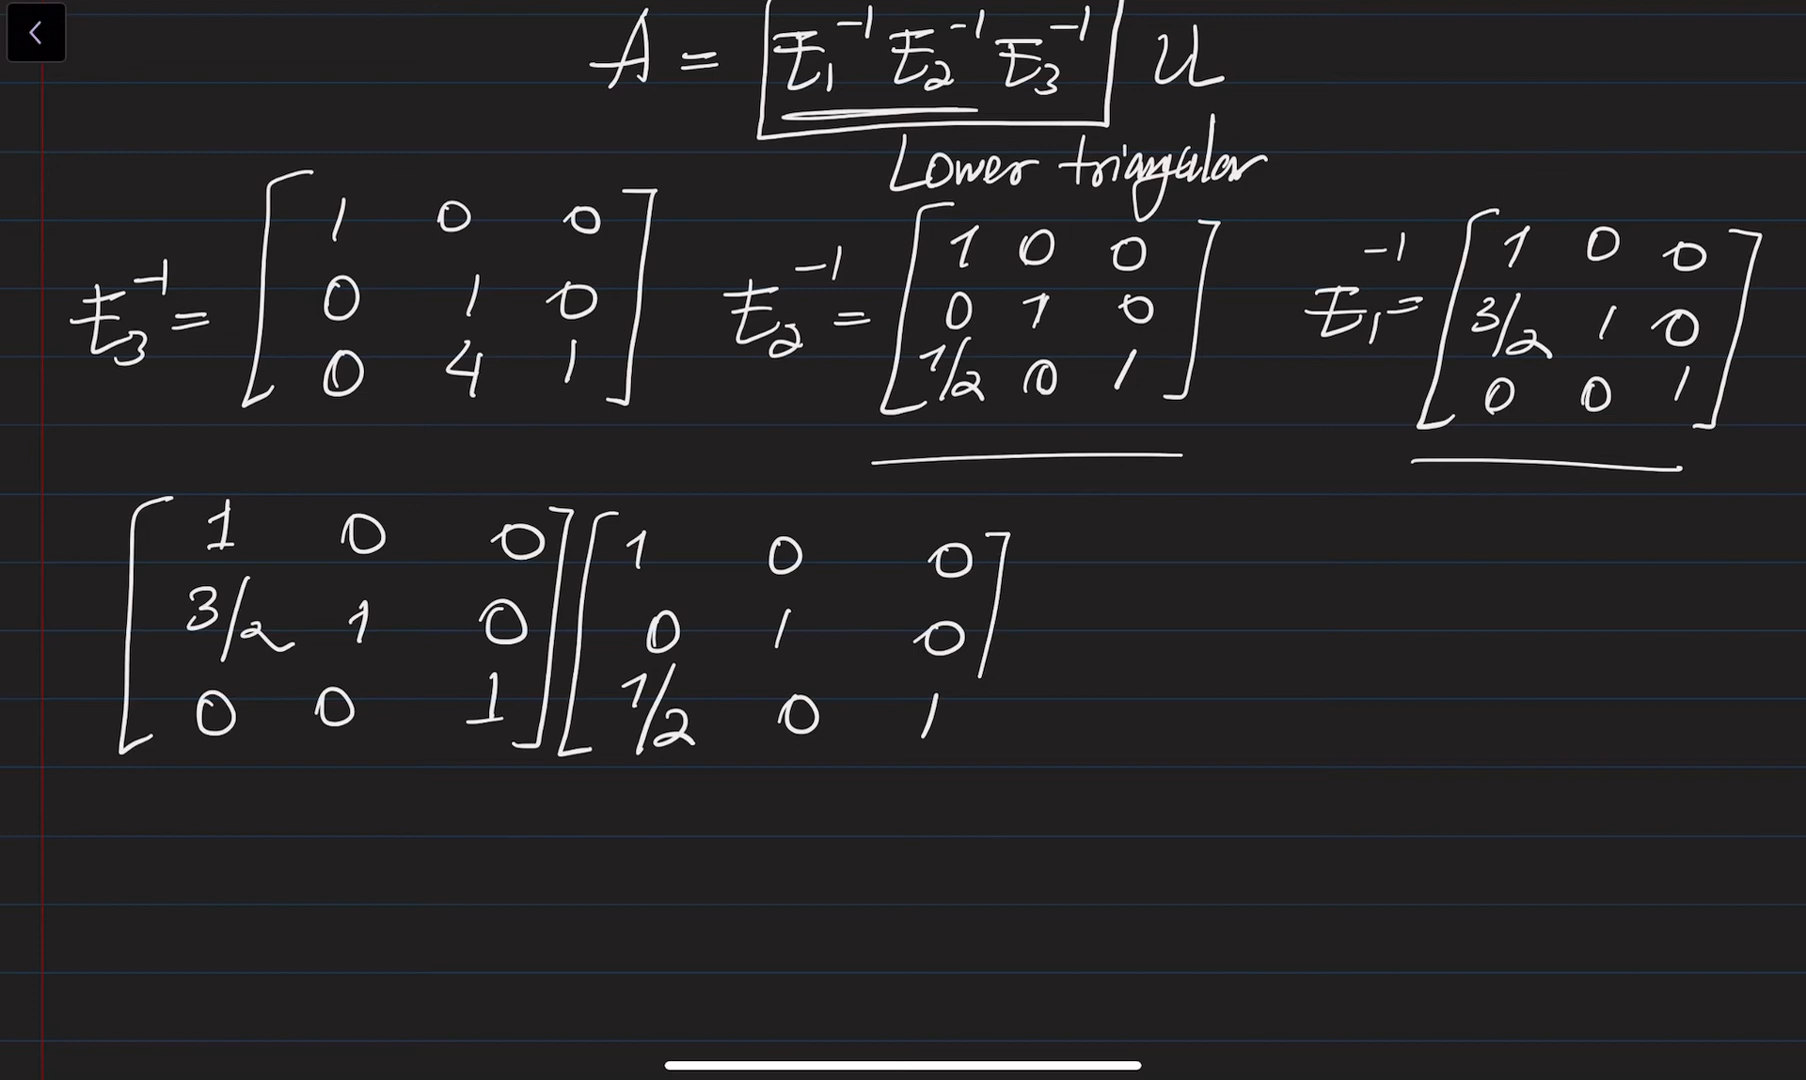 A = E₁⁻¹ E₂⁻¹ E₃⁻¹ U
Lower triangular
E₃⁻¹ = [1 0 0
0 1 0
0 4 1]
E₂⁻¹ = [1 0 0
0 1 0
1/2 0 1]
E₁⁻¹ = [1 0 0
3/2 1 0
0 0 1]
[1 0 0] [1 0 0]
[3/2 1 0] [0 1 0]
[0 0 1] [1/2 0 1